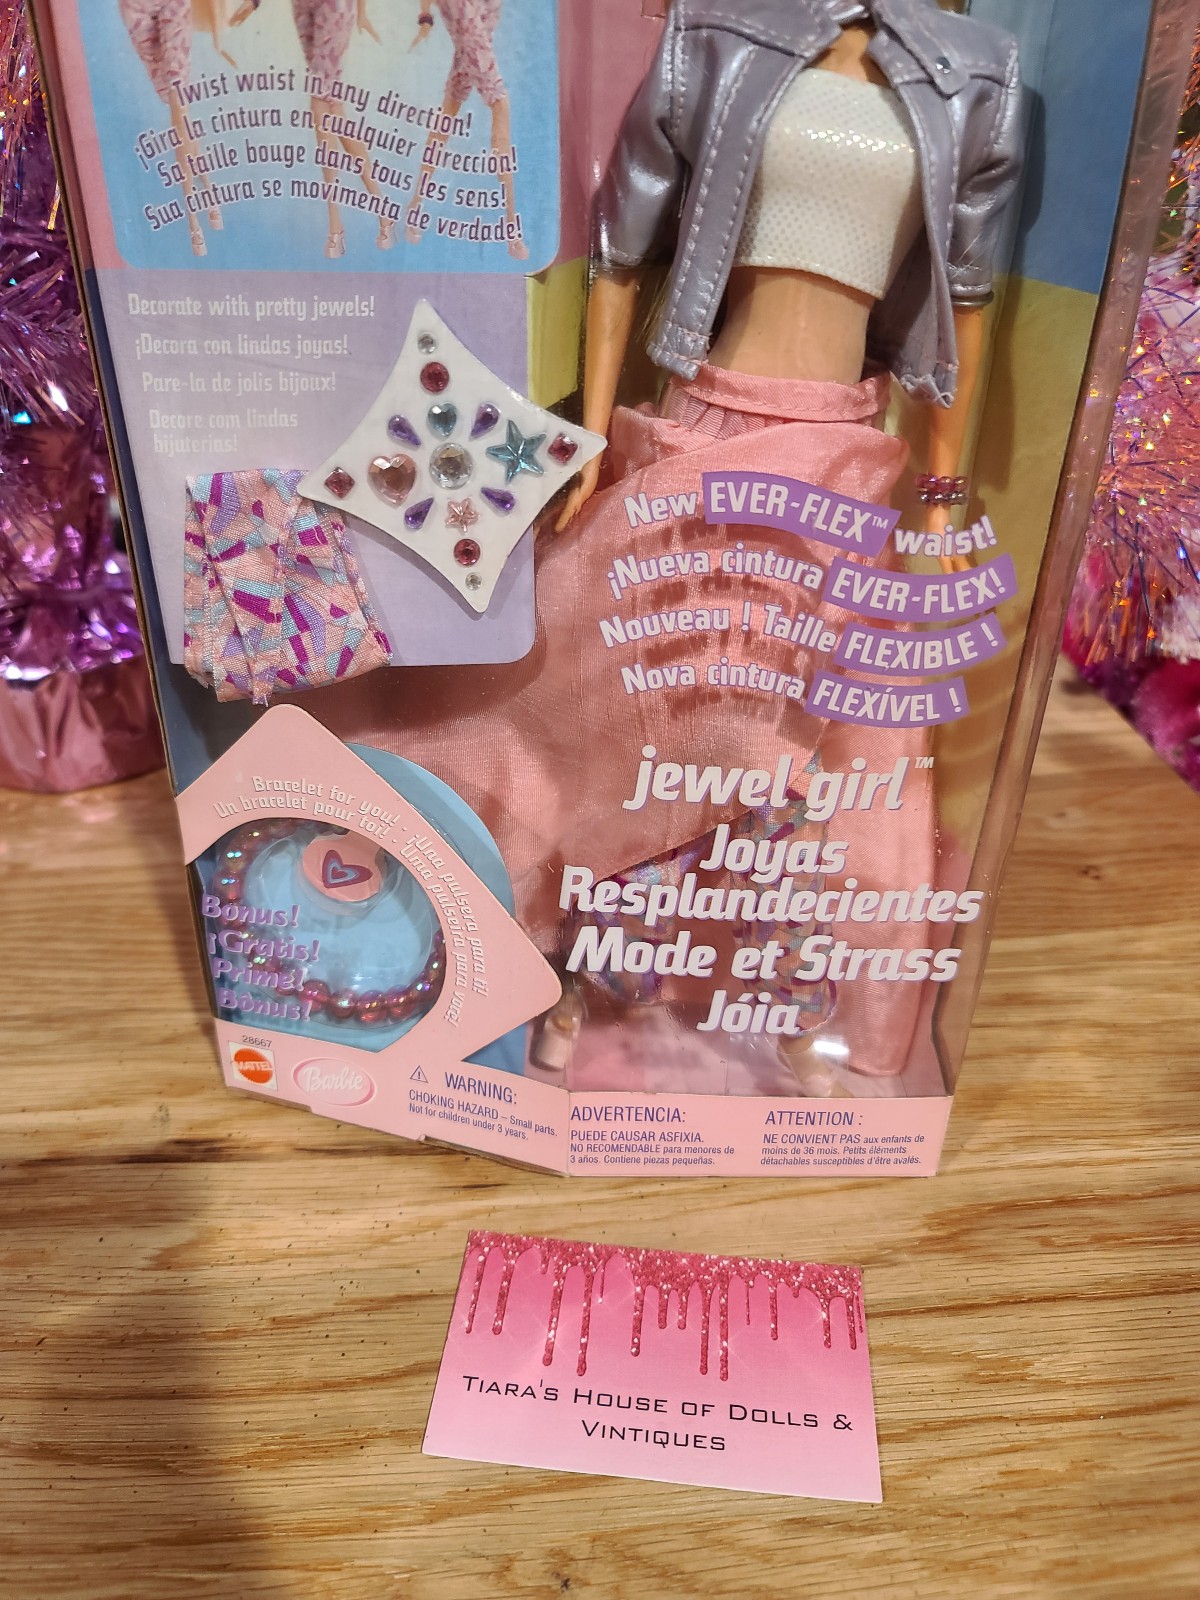 Twist waist in any direction!
¡Gira la cintura en cualquier dirección!
Sa taille bouge dans tous les sens!
Sua cintura se movimenta de verdade!
Decorate with pretty jewels!
¡Decora con lindas joyas!
Pare-la de jolis bijoux!
Decore com lindas
bijuterias!
New EVER-FLEX™ waist!
¡Nueva cintura EVER-FLEX!
Nouveau ! Taille FLEXIBLE !
Nova cintura FLEXÍVEL !
jewel girl™
Joyas
Resplandecientes
Mode et Strass
Jóia
Bracelet for you! - ¡Una pulsera para ti!
Un bracelet pour toi! - Uma pulseira para você!
Bonus!
¡Gratis!
Prime!
Bônus!
28667
MATTEL
Barbie
⚠ WARNING:
CHOKING HAZARD – Small parts.
Not for children under 3 years.
ADVERTENCIA:
PUEDE CAUSAR ASFIXIA.
NO RECOMENDABLE para menores de
3 años. Contiene piezas pequeñas.
ATTENTION :
NE CONVIENT PAS aux enfants de
moins de 36 mois. Petits éléments
détachables susceptibles d'être avalés.
TIARA'S HOUSE OF DOLLS &
VINTIQUES